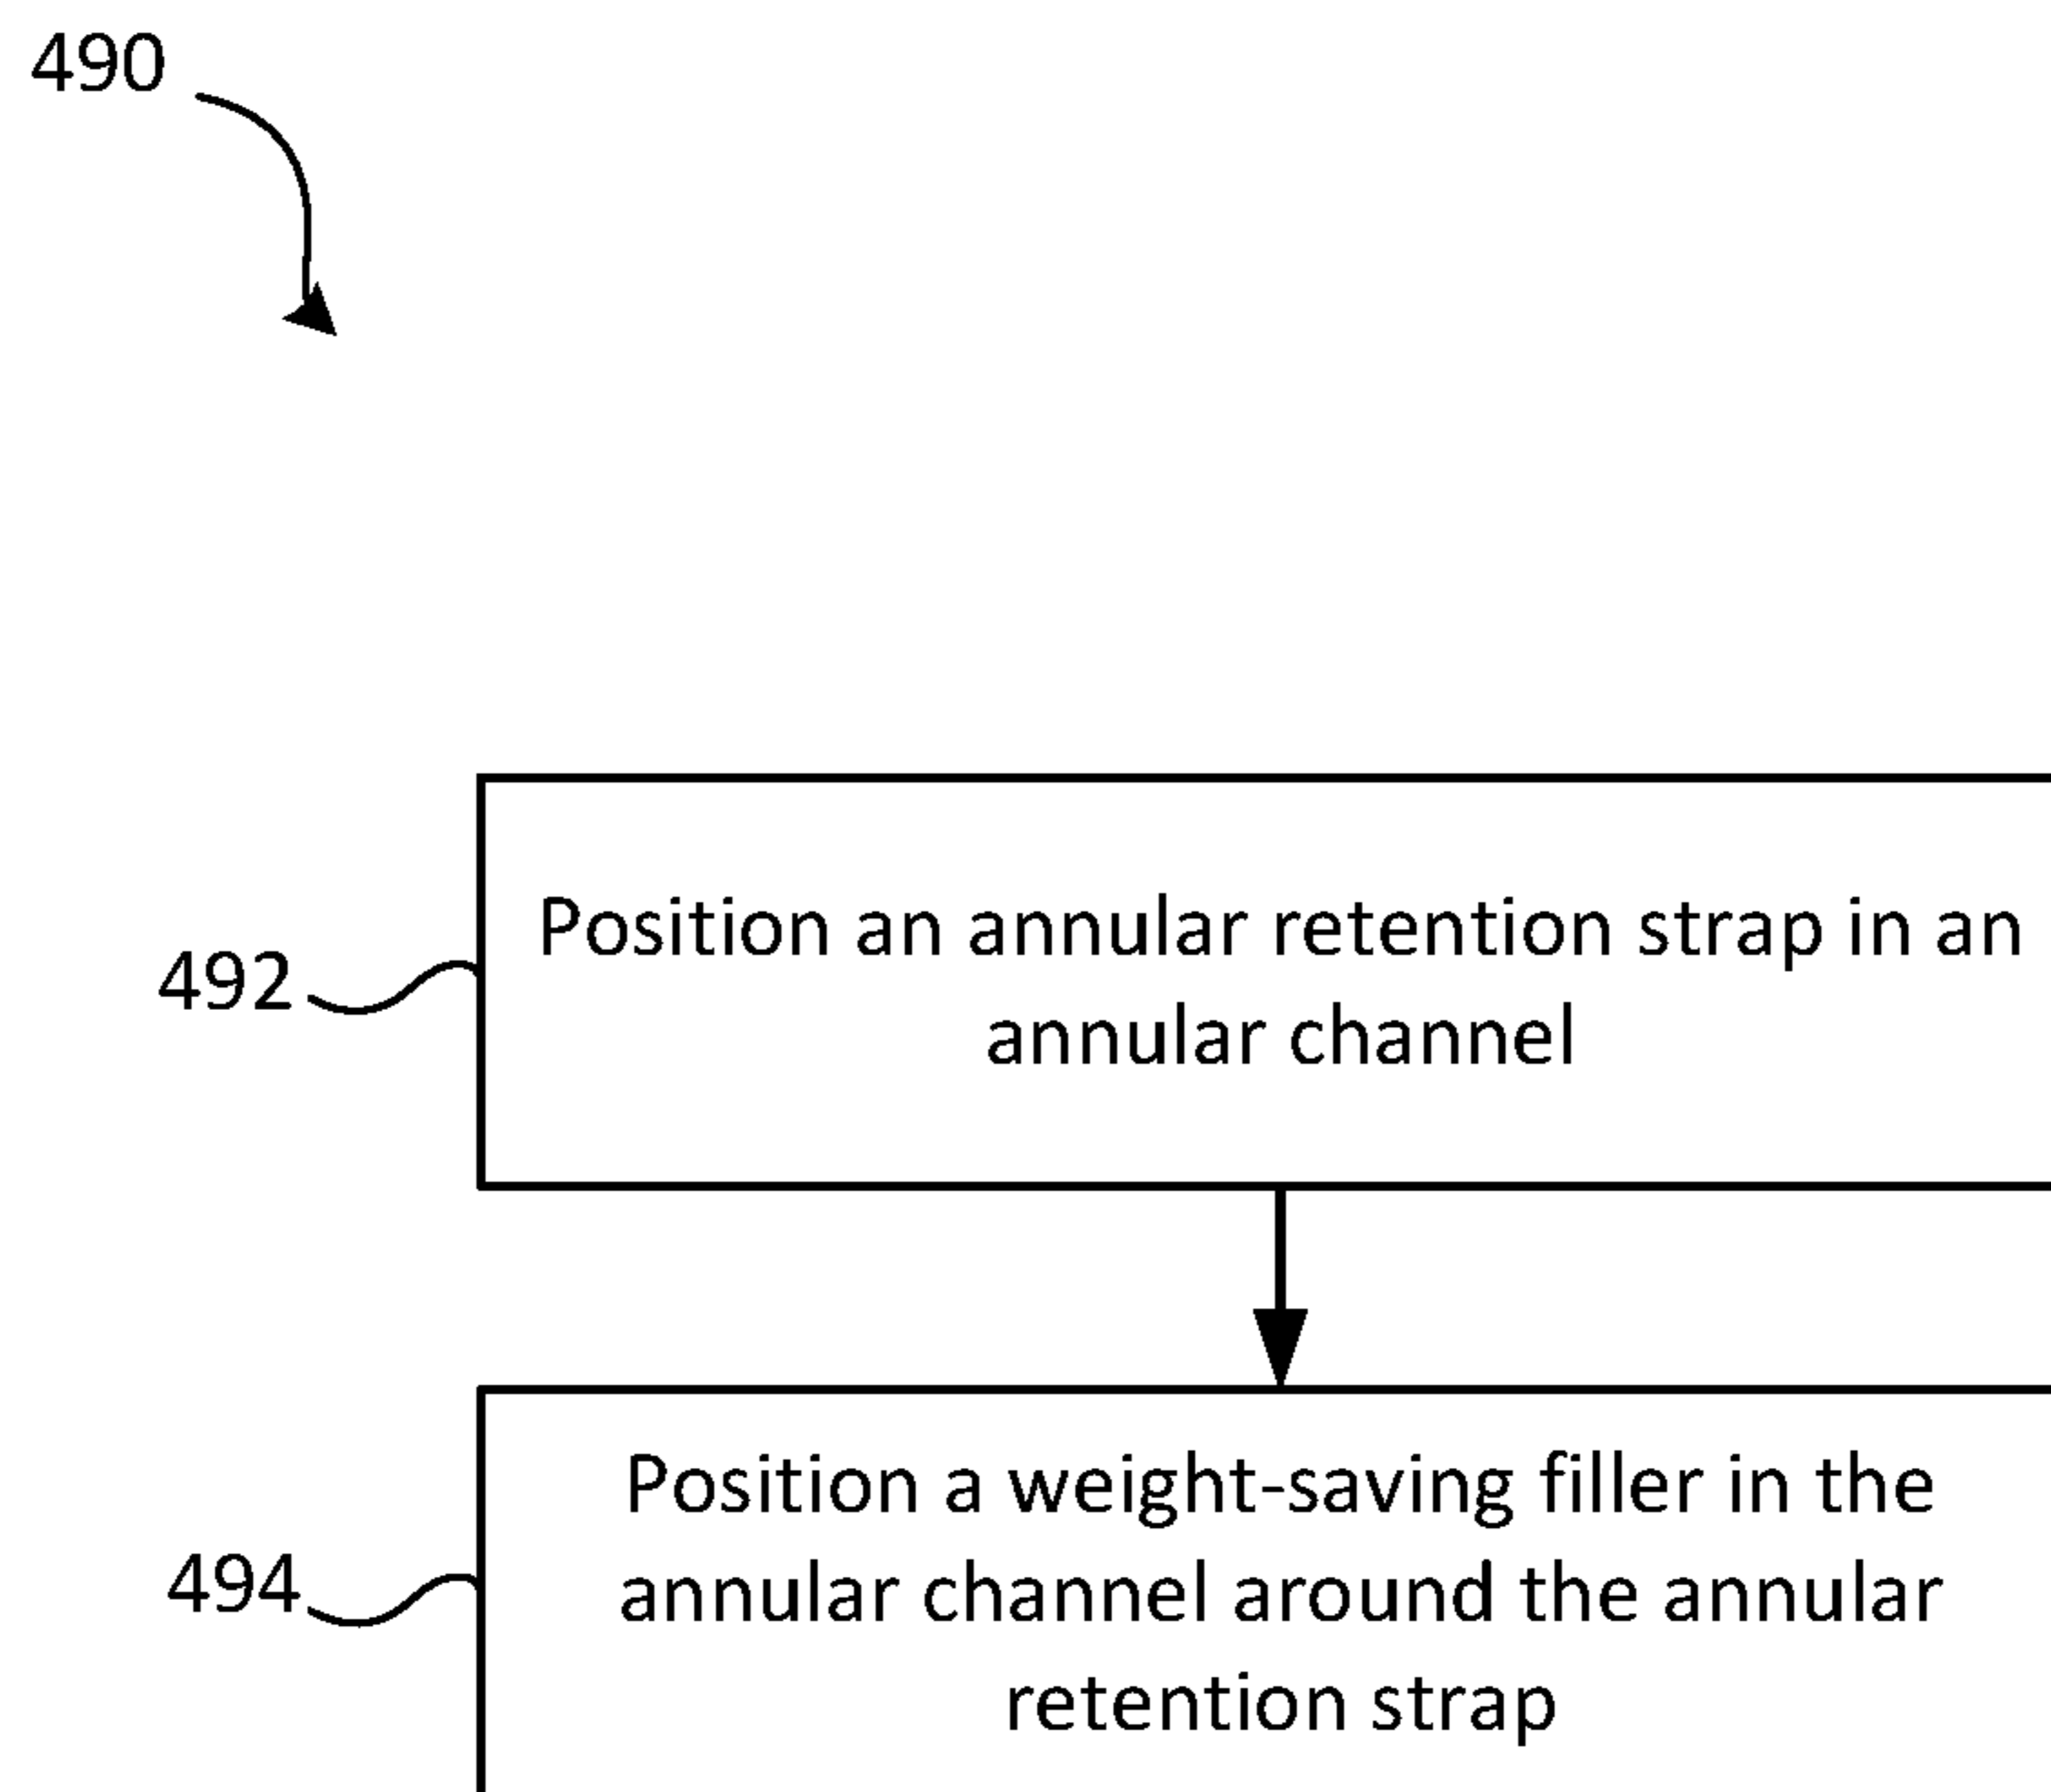 490
Position an annular retention strap in an
annular channel
492
Position a weight-saving filler in the
annular channel around the annular
retention strap
494